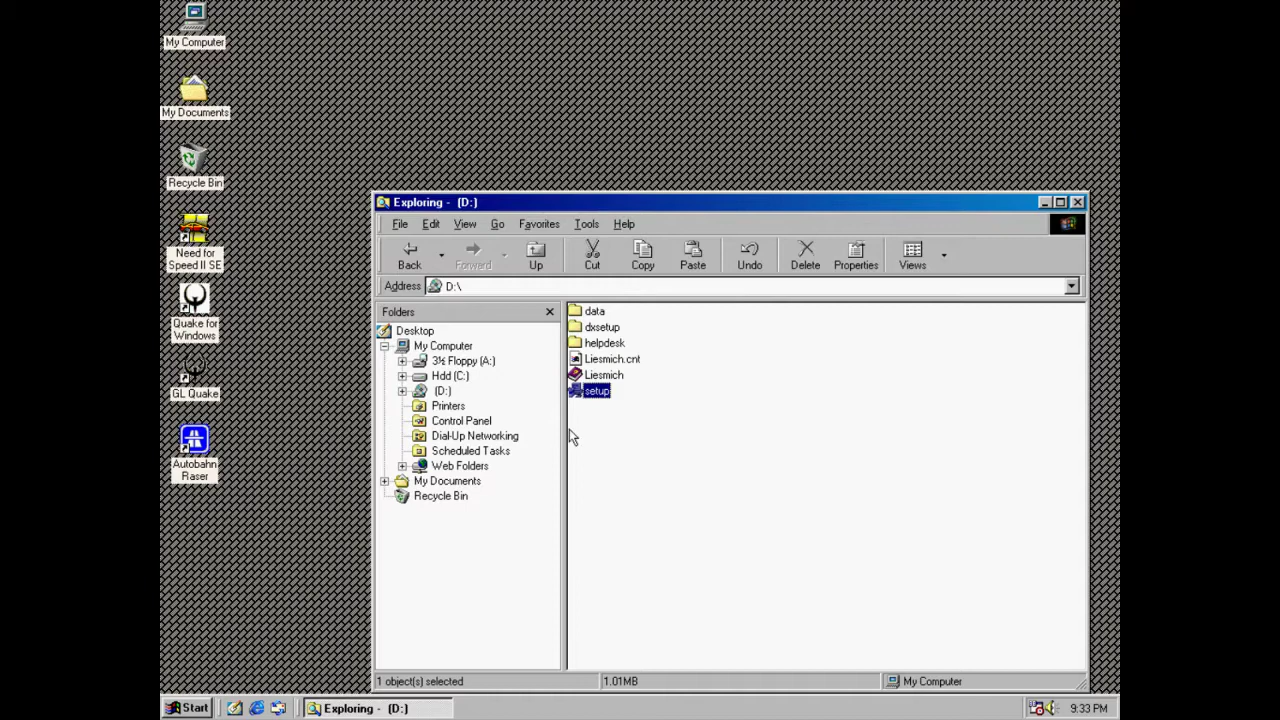 My Computer
My Documents
Recycle Bin
Need for
Speed II SE
Quake for
Windows
GL Quake
Autobahn
Raser
Exploring - (D:)
File Edit View Go Favorites Tools Help
Back Forward Up Cut Copy Paste Undo Delete Properties Views
Address D:\
Folders
Desktop
My Computer
3½ Floppy (A:)
Hdd (C:)
(D:)
Printers
Control Panel
Dial-Up Networking
Scheduled Tasks
Web Folders
My Documents
Recycle Bin
data
dxsetup
helpdesk
Liesmich.cnt
Liesmich
setup
1 object(s) selected 1.01MB My Computer
Start Exploring - (D:) 9:33 PM